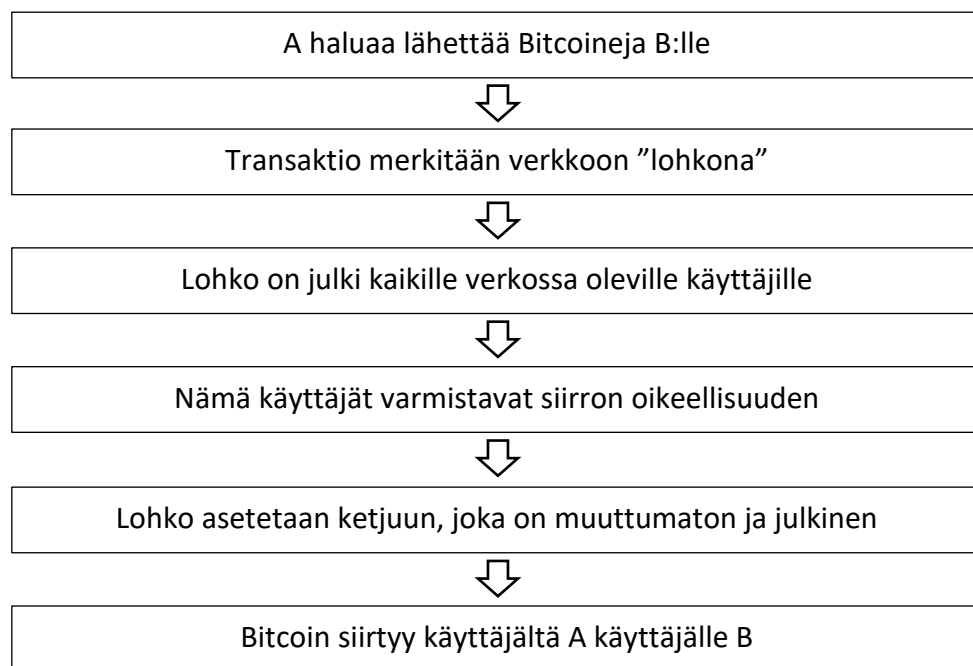 A haluaa lähettää Bitcoineja B:lle
Transaktio merkitään verkkoon ”lohkona”
Lohko on julki kaikille verkossa oleville käyttäjille
Nämä käyttäjät varmistavat siirron oikeellisuuden
Lohko asetetaan ketjuun, joka on muuttumaton ja julkinen
Bitcoin siirtyy käyttäjältä A käyttäjälle B